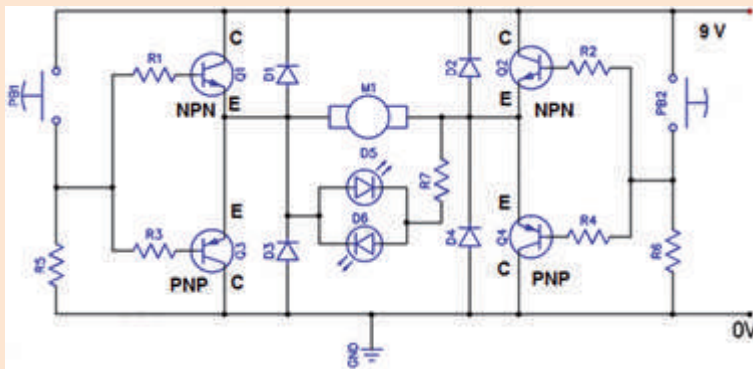 C
C
9 V
R1
Q1
D1
D2
Q2
R2
PB1
NPN
E
M1
E
NPN
PB2
D5
R7
E
D6
E
R5
R3
Q3
D3
D4
Q4
R4
R6
PNP
C
C
PNP
GND
0V